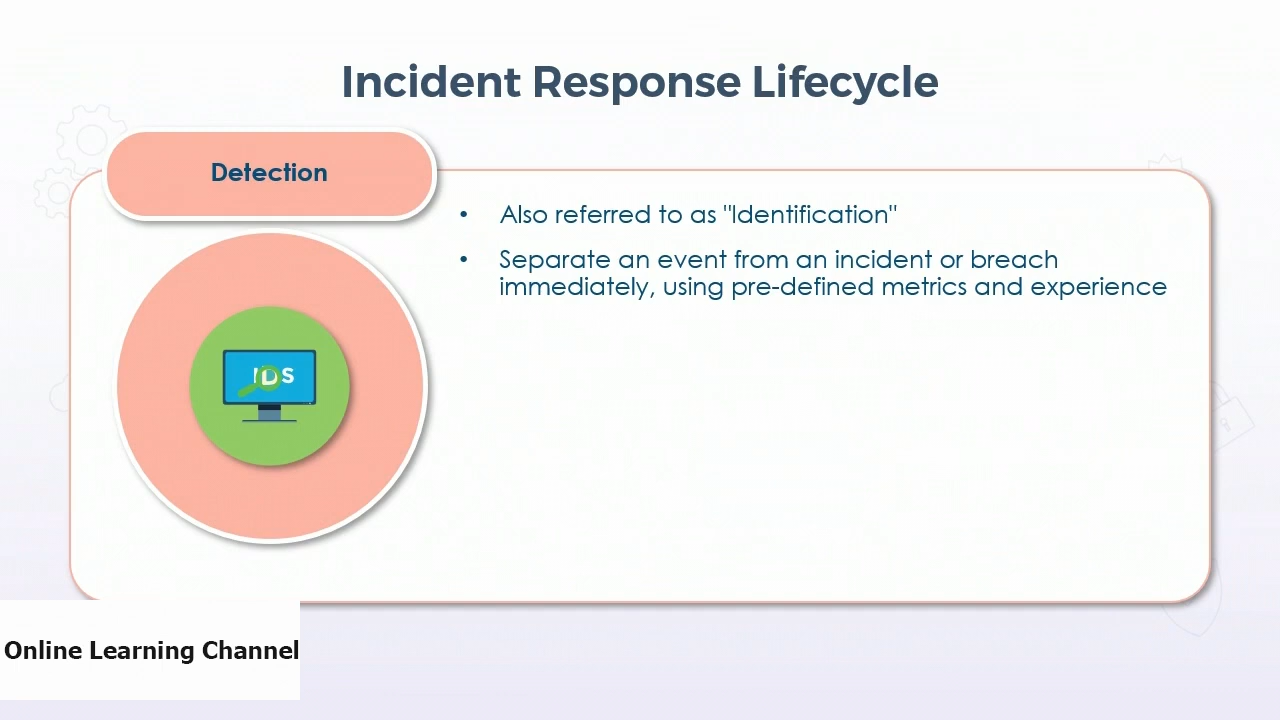 Incident Response Lifecycle
Detection
• Also referred to as "Identification"
• Separate an event from an incident or breach
immediately, using pre-defined metrics and experience
IDS
Online Learning Channel